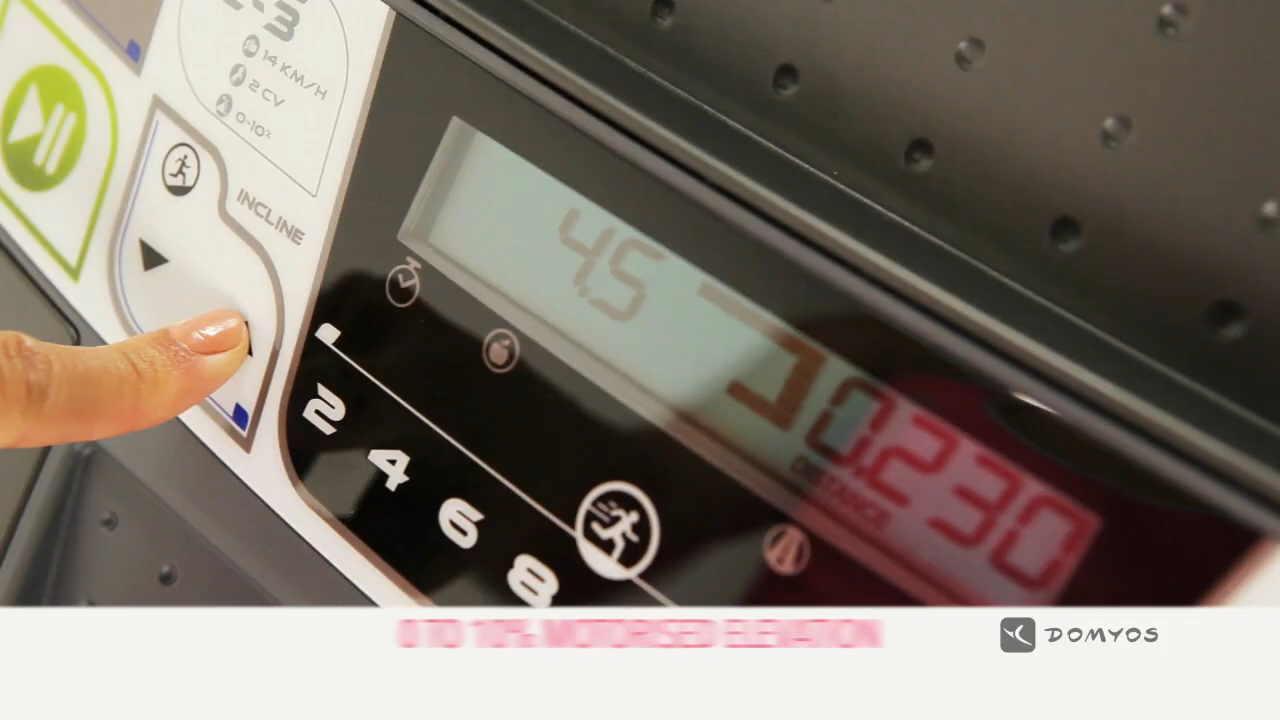 14 KM/H
2 CV
0-10%
INCLINE
4.5
0.230
DISTANCE
2
4
6
8
0 TO 10% MOTORISED ELEVATION
DOMYOS